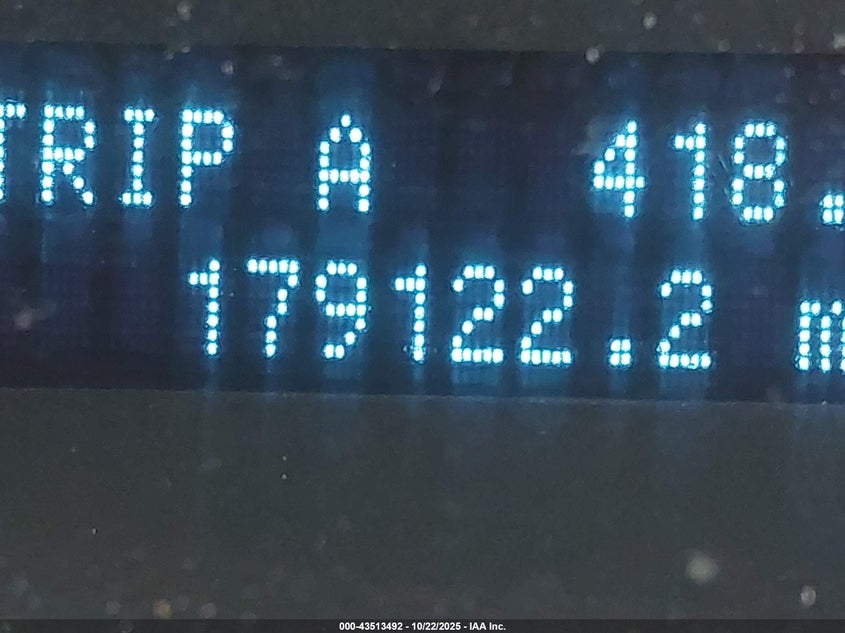 TRIP A 418.
179122.2 m
000-43513492 - 10/22/2025 - IAA Inc.